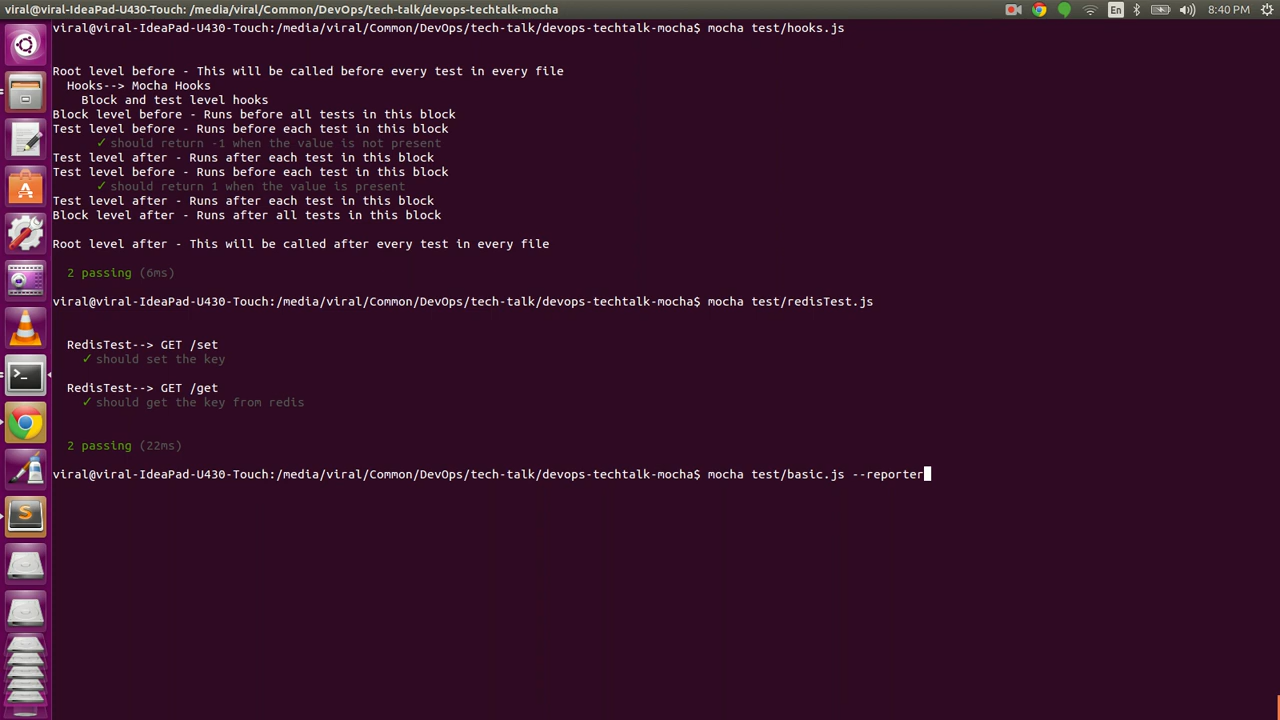 viral@viral-IdeaPad-U430-Touch: /media/viral/Common/DevOps/tech-talk/devops-techtalk-mocha
En
8:40 PM
viral@viral-IdeaPad-U430-Touch:/media/viral/Common/DevOps/tech-talk/devops-techtalk-mocha$ mocha test/hooks.js
Root level before - This will be called before every test in every file
Hooks--> Mocha Hooks
Block and test level hooks
Block level before - Runs before all tests in this block
Test level before - Runs before each test in this block
✓ should return -1 when the value is not present
Test level after - Runs after each test in this block
Test level before - Runs before each test in this block
✓ should return 1 when the value is present
Test level after - Runs after each test in this block
Block level after - Runs after all tests in this block
Root level after - This will be called after every test in every file
2 passing (6ms)
viral@viral-IdeaPad-U430-Touch:/media/viral/Common/DevOps/tech-talk/devops-techtalk-mocha$ mocha test/redisTest.js
RedisTest--> GET /set
✓ should set the key
RedisTest--> GET /get
✓ should get the key from redis
2 passing (22ms)
viral@viral-IdeaPad-U430-Touch:/media/viral/Common/DevOps/tech-talk/devops-techtalk-mocha$ mocha test/basic.js --reporter